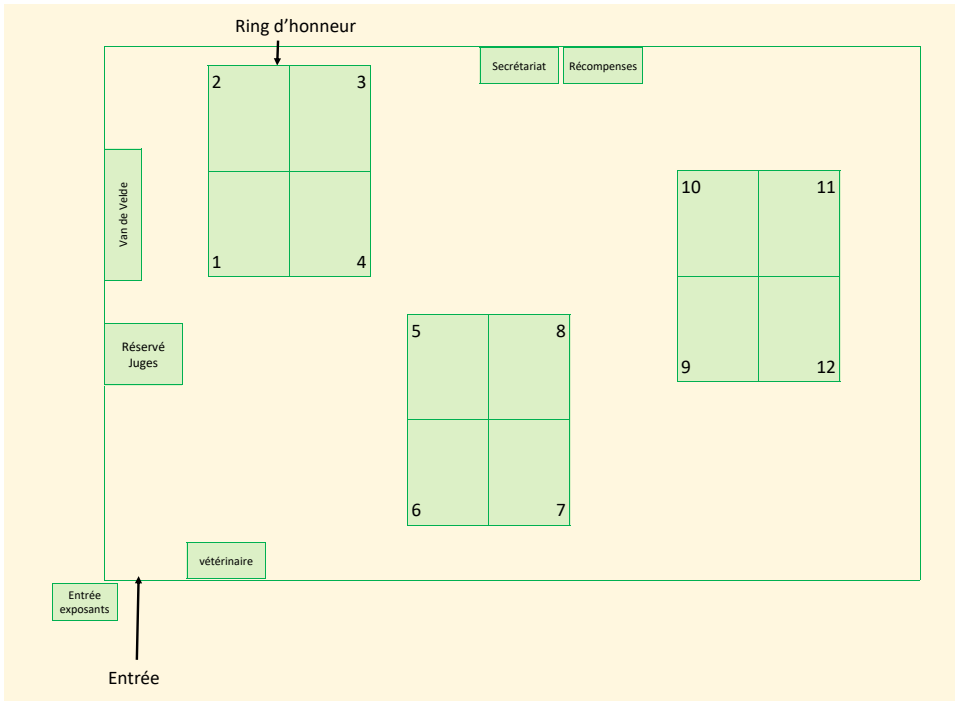 Ring d’honneur
Secrétariat
Récompenses
2
3
Van de Velde
10
11
1
4
5
8
Réservé
Juges
9
12
6
7
vétérinaire
Entrée
exposants
Entrée